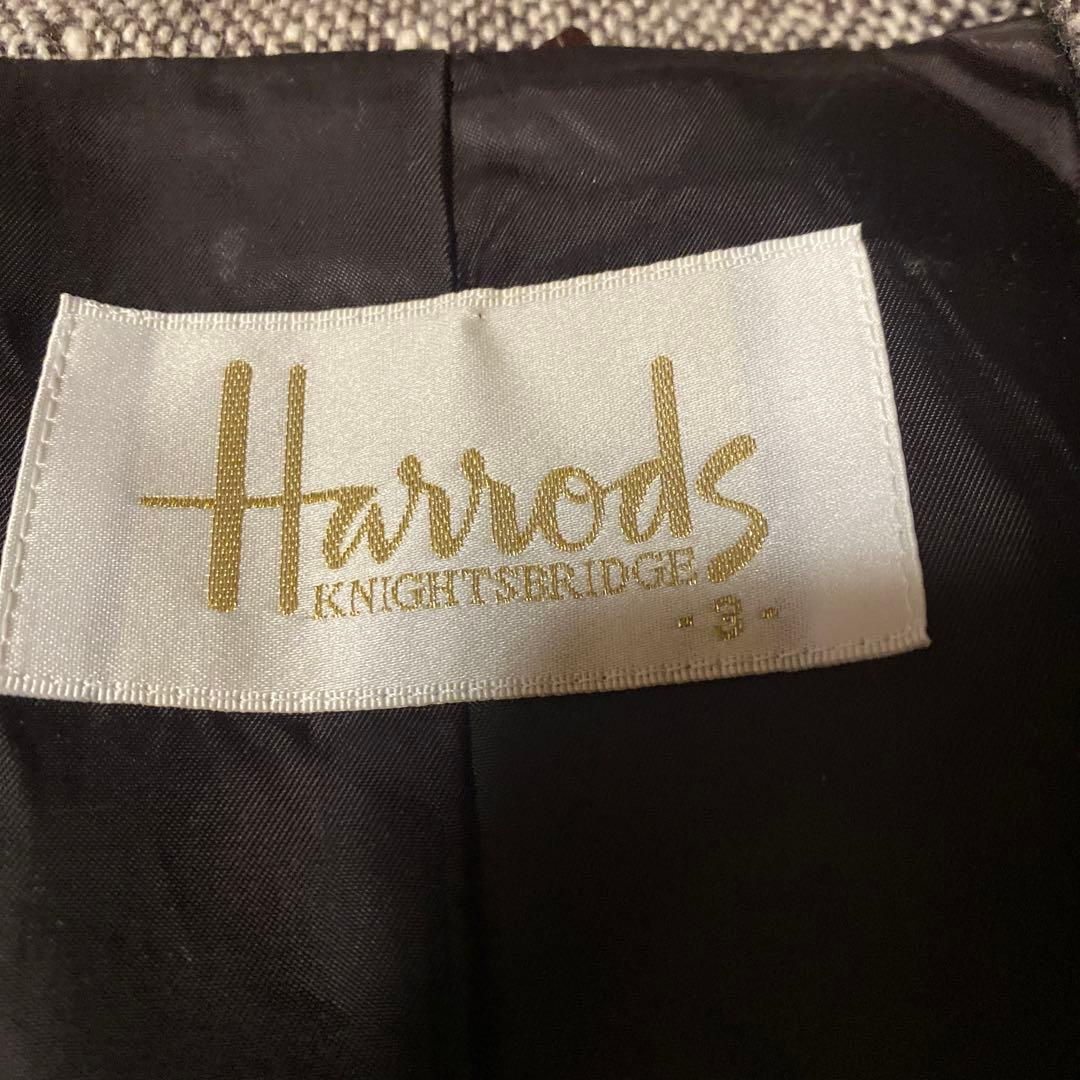 Harrods
KNIGHTSBRIDGE
- 3 -